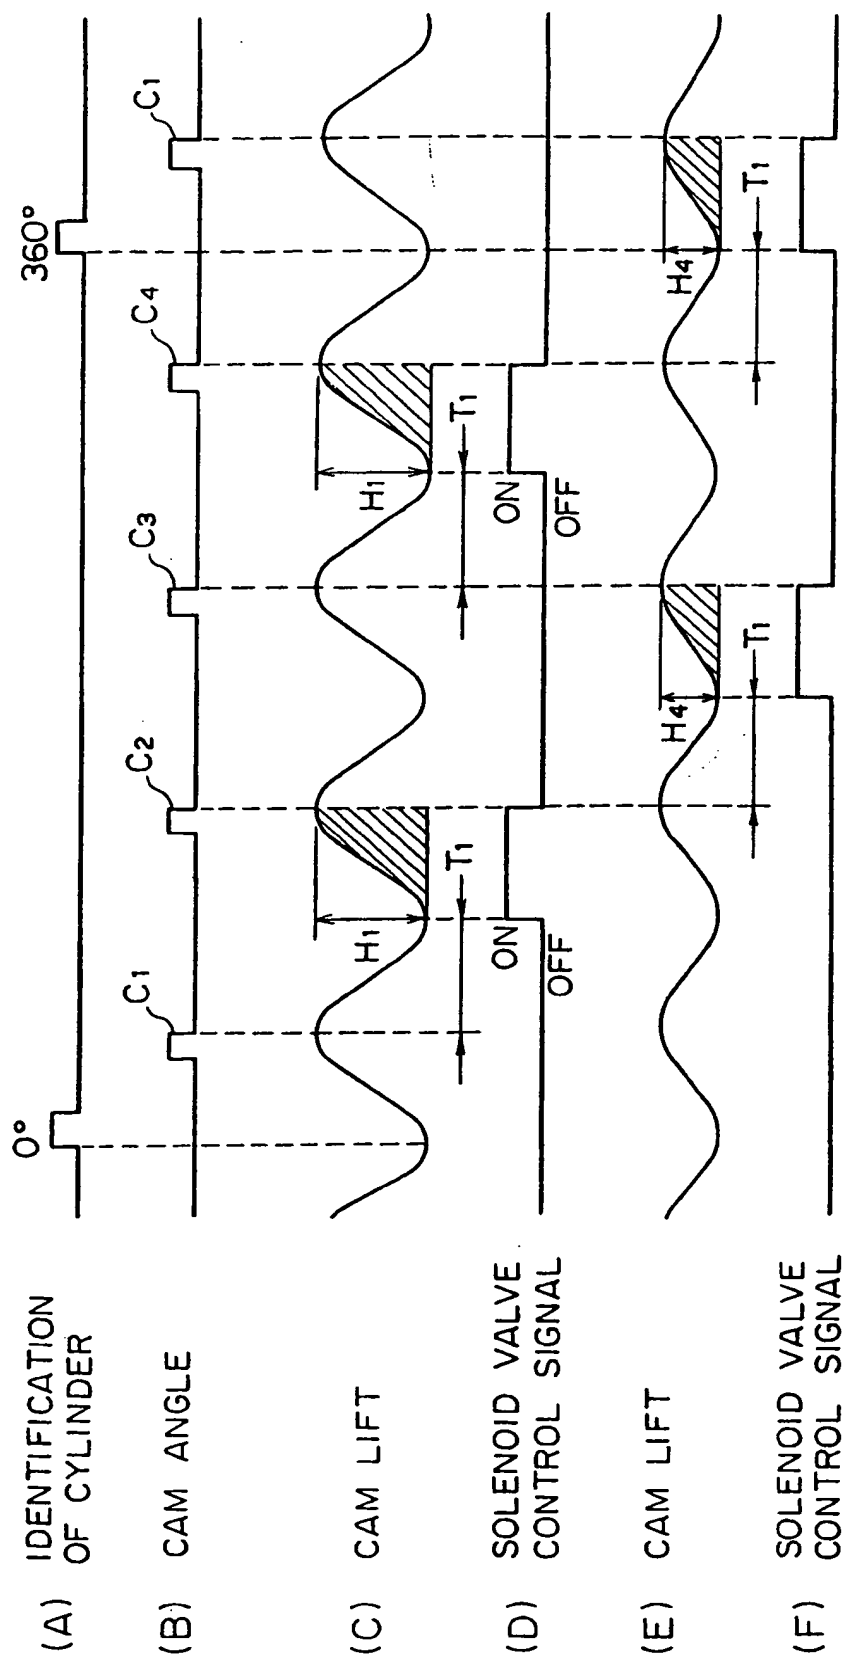 0°
360°
(A) IDENTIFICATION
OF CYLINDER
C1
C2
C3
C4
C1
(B) CAM ANGLE
(C) CAM LIFT
H1
T1
H1
T1
(D) SOLENOID VALVE
CONTROL SIGNAL
ON
OFF
ON
OFF
(E) CAM LIFT
H4
T1
H4
T1
(F) SOLENOID VALVE
CONTROL SIGNAL